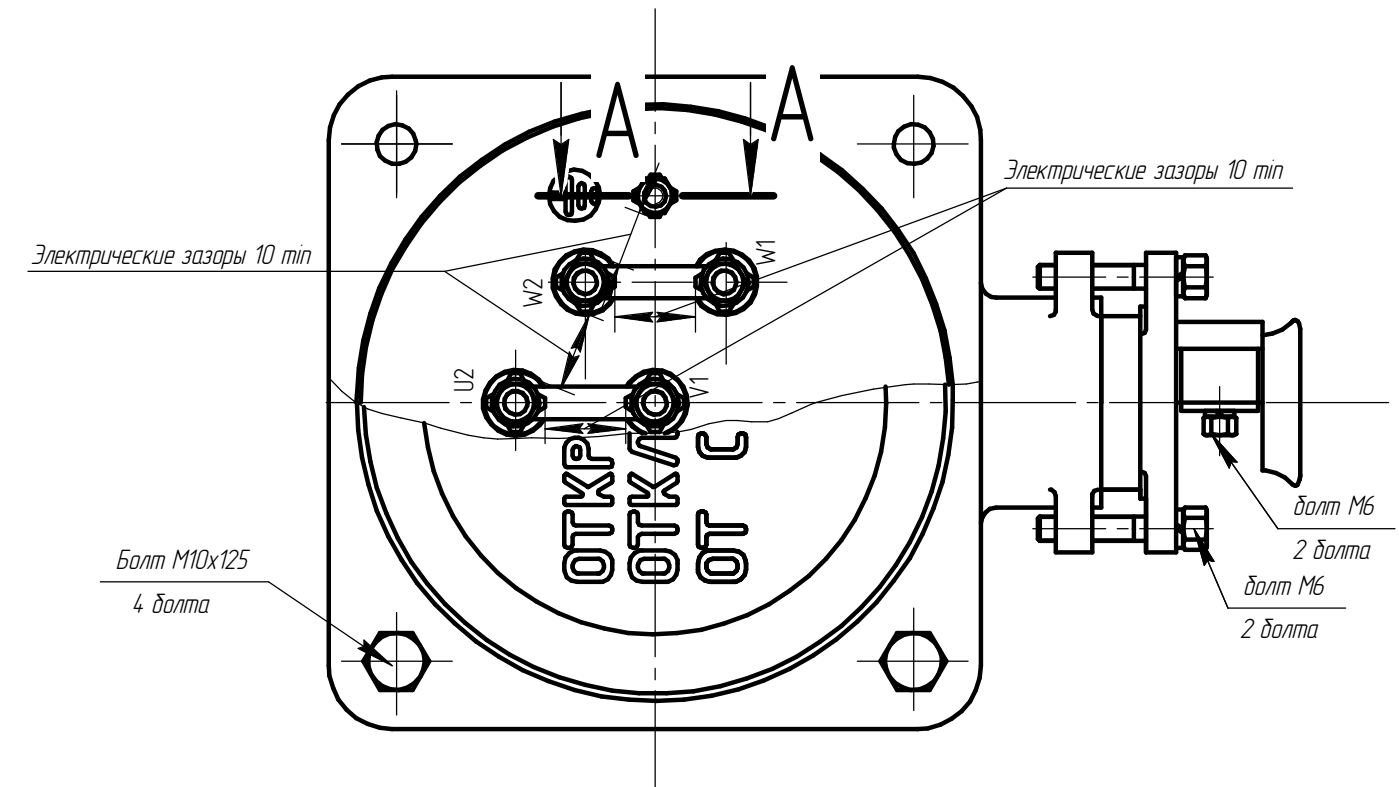 А А
Электрические зазоры 10 min
Электрические зазоры 10 min
W1
W2
U2
V1
ОТКР
ОТКЛ
ОТ С
болт М6
2 болта
Болт М10х125
4 болта
болт М6
2 болта